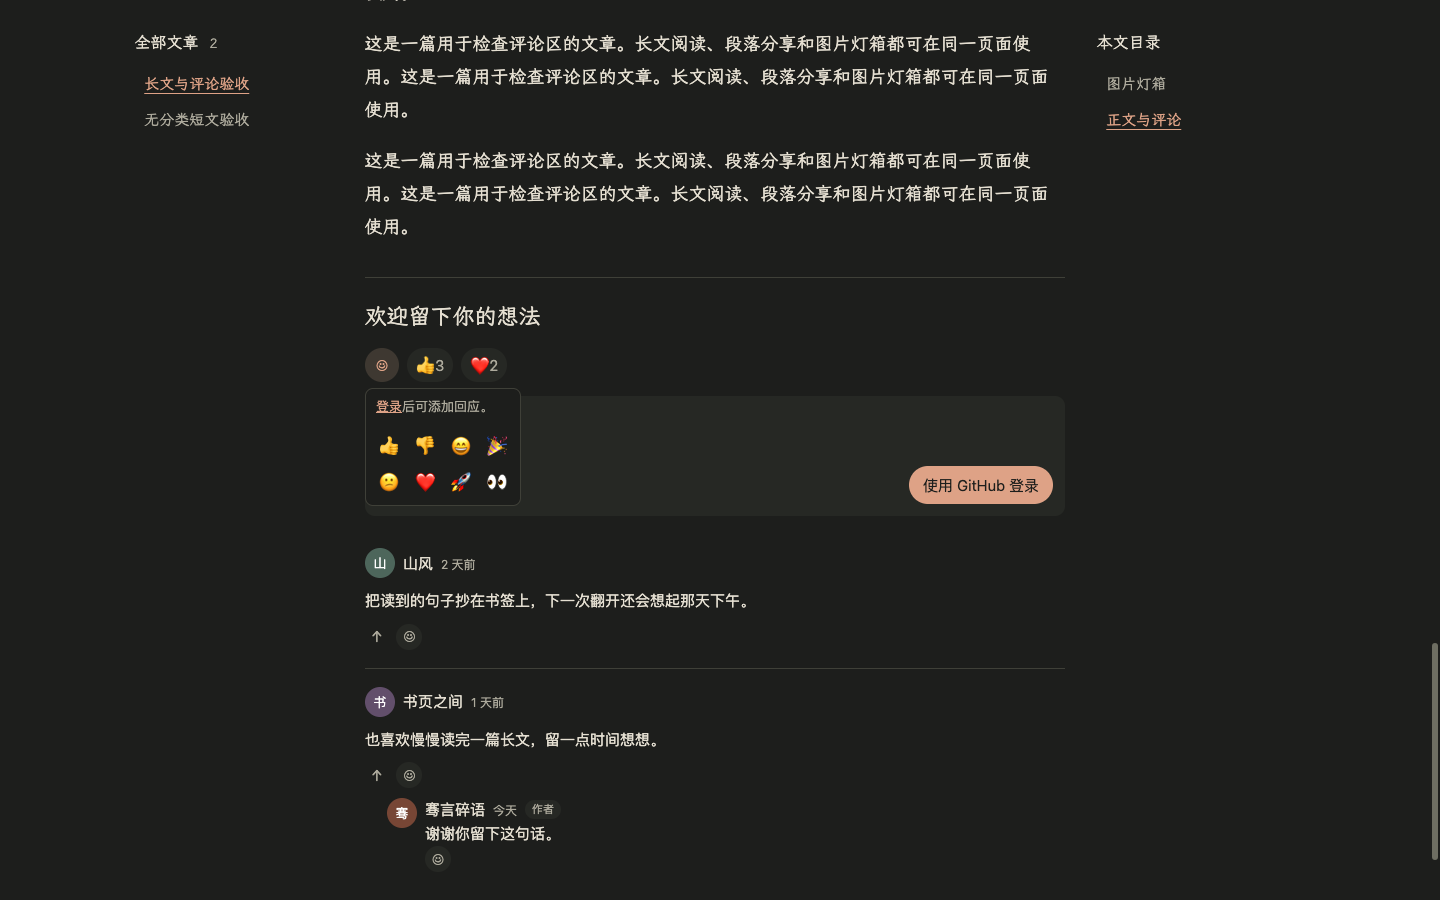 全部文章 2
长文与评论验收
无分类短文验收
这是一篇用于检查评论区的文章。长文阅读、段落分享和图片灯箱都可在同一页面使
用。这是一篇用于检查评论区的文章。长文阅读、段落分享和图片灯箱都可在同一页面
使用。
这是一篇用于检查评论区的文章。长文阅读、段落分享和图片灯箱都可在同一页面使
用。这是一篇用于检查评论区的文章。长文阅读、段落分享和图片灯箱都可在同一页面
使用。
本文目录
图片灯箱
正文与评论
欢迎留下你的想法
👍3 ❤️2
登录后可添加回应。
使用 GitHub 登录
山 山风 2 天前
把读到的句子抄在书签上，下一次翻开还会想起那天下午。
书 书页之间 1 天前
也喜欢慢慢读完一篇长文，留一点时间想想。
骞 骞言碎语 今天 作者
谢谢你留下这句话。